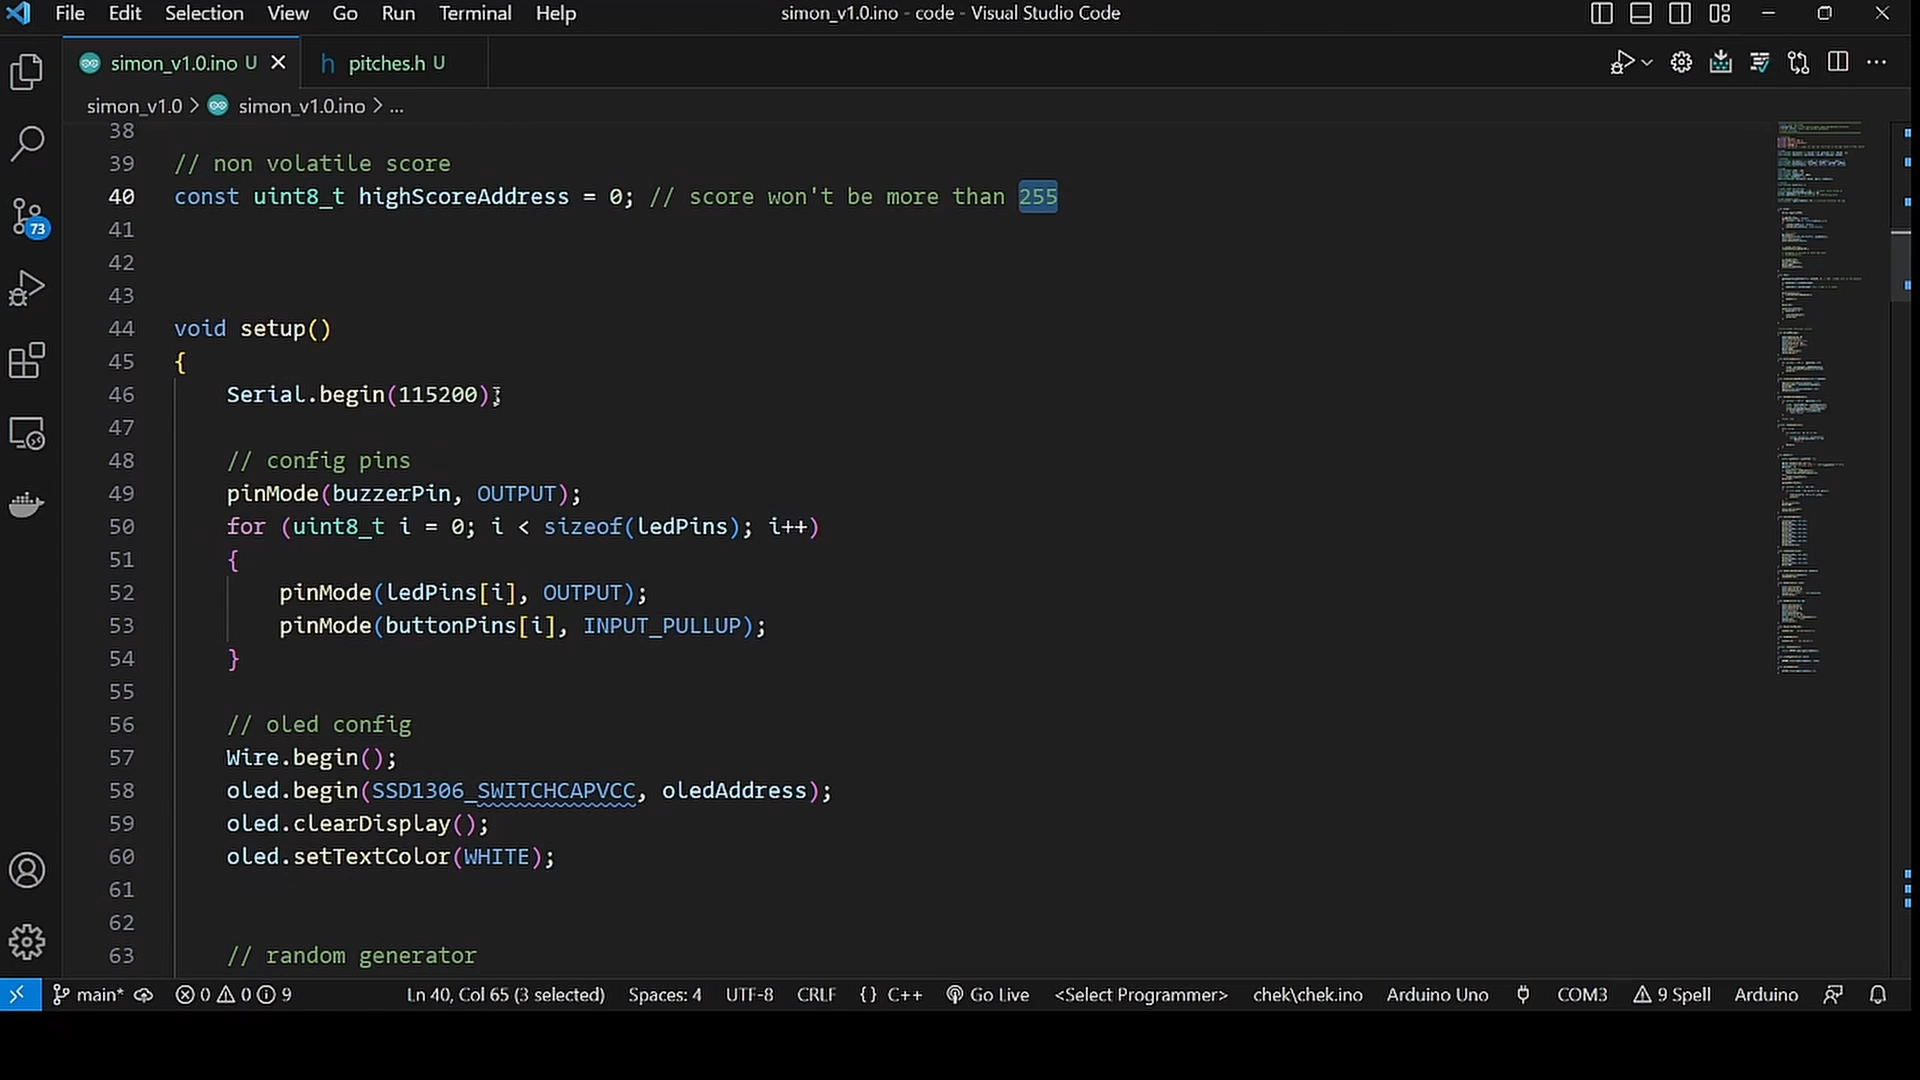 File Edit Selection View Go Run Terminal Help
simon_v1.0.ino - code - Visual Studio Code
simon_v1.0.ino U
h pitches.h U
simon_v1.0 > simon_v1.0.ino > ...
38
39 // non volatile score
40 const uint8_t highScoreAddress = 0; // score won't be more than 255
41
42
43
44 void setup()
45 {
46 Serial.begin(115200);
47
48 // config pins
49 pinMode(buzzerPin, OUTPUT);
50 for (uint8_t i = 0; i < sizeof(ledPins); i++)
51 {
52 pinMode(ledPins[i], OUTPUT);
53 pinMode(buttonPins[i], INPUT_PULLUP);
54 }
55
56 // oled config
57 Wire.begin();
58 oled.begin(SSD1306_SWITCHCAPVCC, oledAddress);
59 oled.clearDisplay();
60 oled.setTextColor(WHITE);
61
62
63 // random generator
73
main* 0 0 9 Ln 40, Col 65 (3 selected) Spaces: 4 UTF-8 CRLF {} C++ Go Live <Select Programmer> chek\chek.ino Arduino Uno COM3 9 Spell Arduino